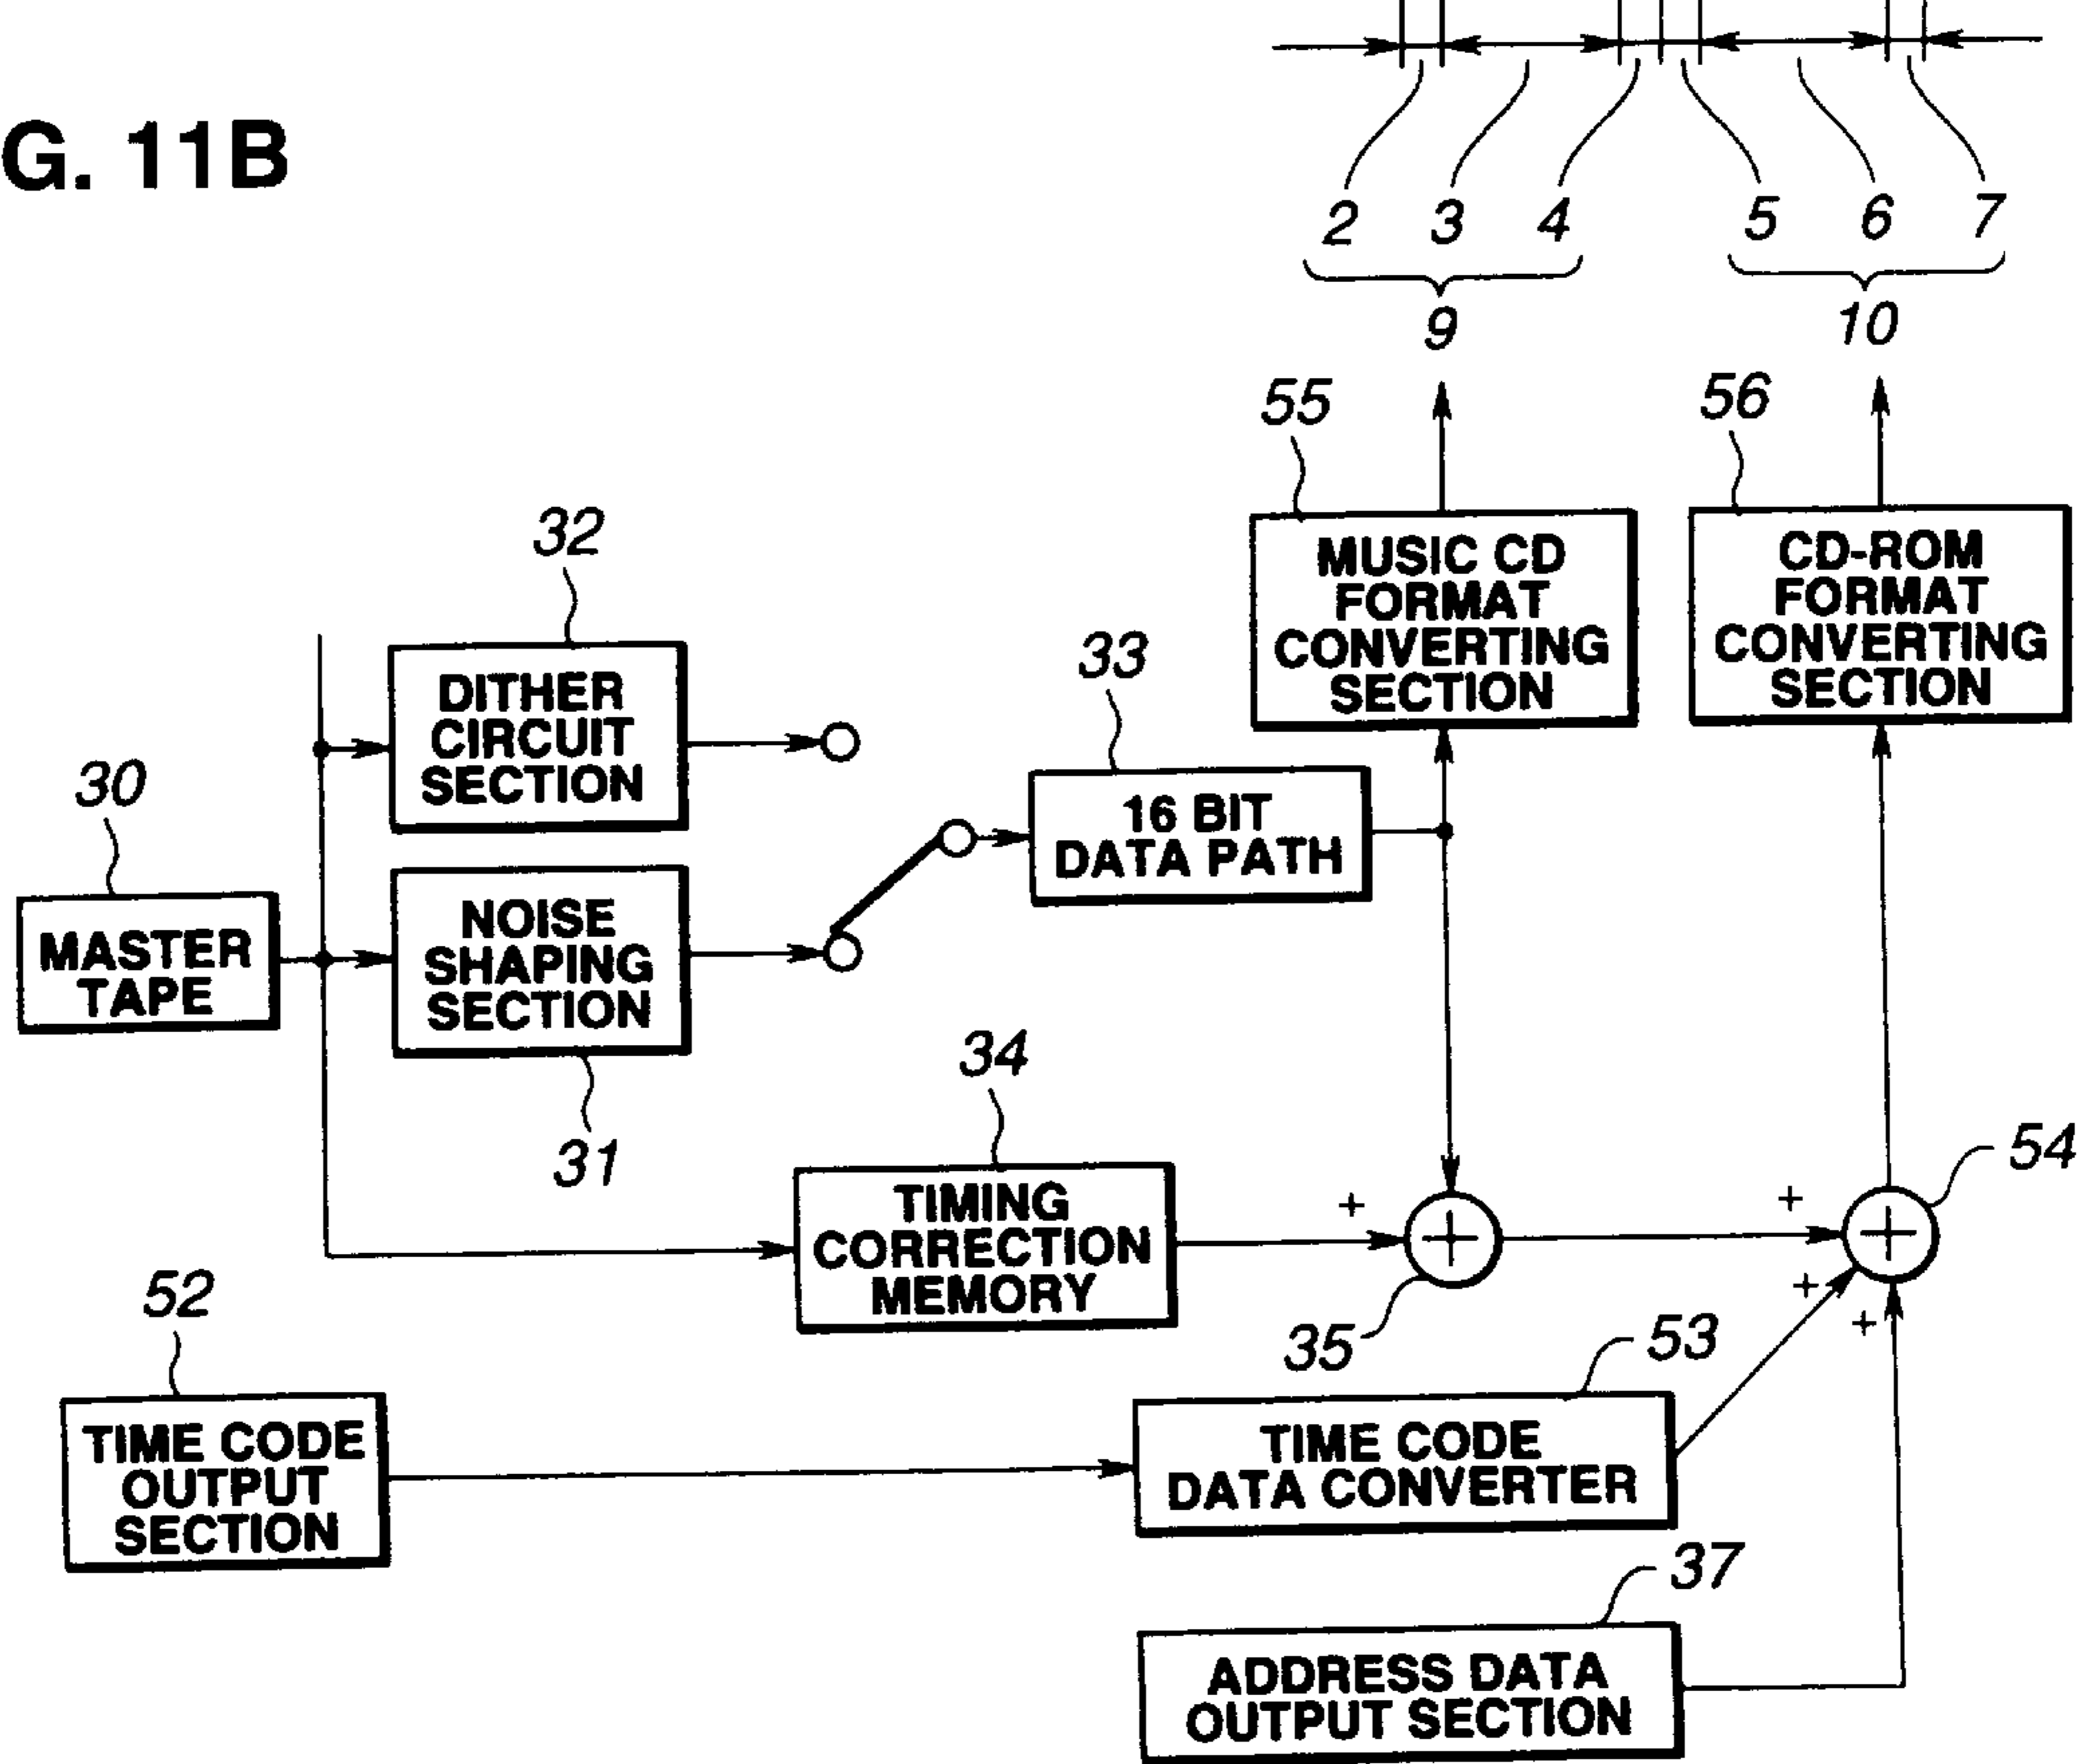 G. 11B
2 3 4 5 6 7
9 10
55
MUSIC CD
FORMAT
CONVERTING
SECTION
56
CD-ROM
FORMAT
CONVERTING
SECTION
32
DITHER
CIRCUIT
SECTION
33
16 BIT
DATA PATH
30
MASTER
TAPE
NOISE
SHAPING
SECTION
31
34
TIMING
CORRECTION
MEMORY
+
+
35
+
+
+
+
54
52
TIME CODE
OUTPUT
SECTION
53
TIME CODE
DATA CONVERTER
37
ADDRESS DATA
OUTPUT SECTION